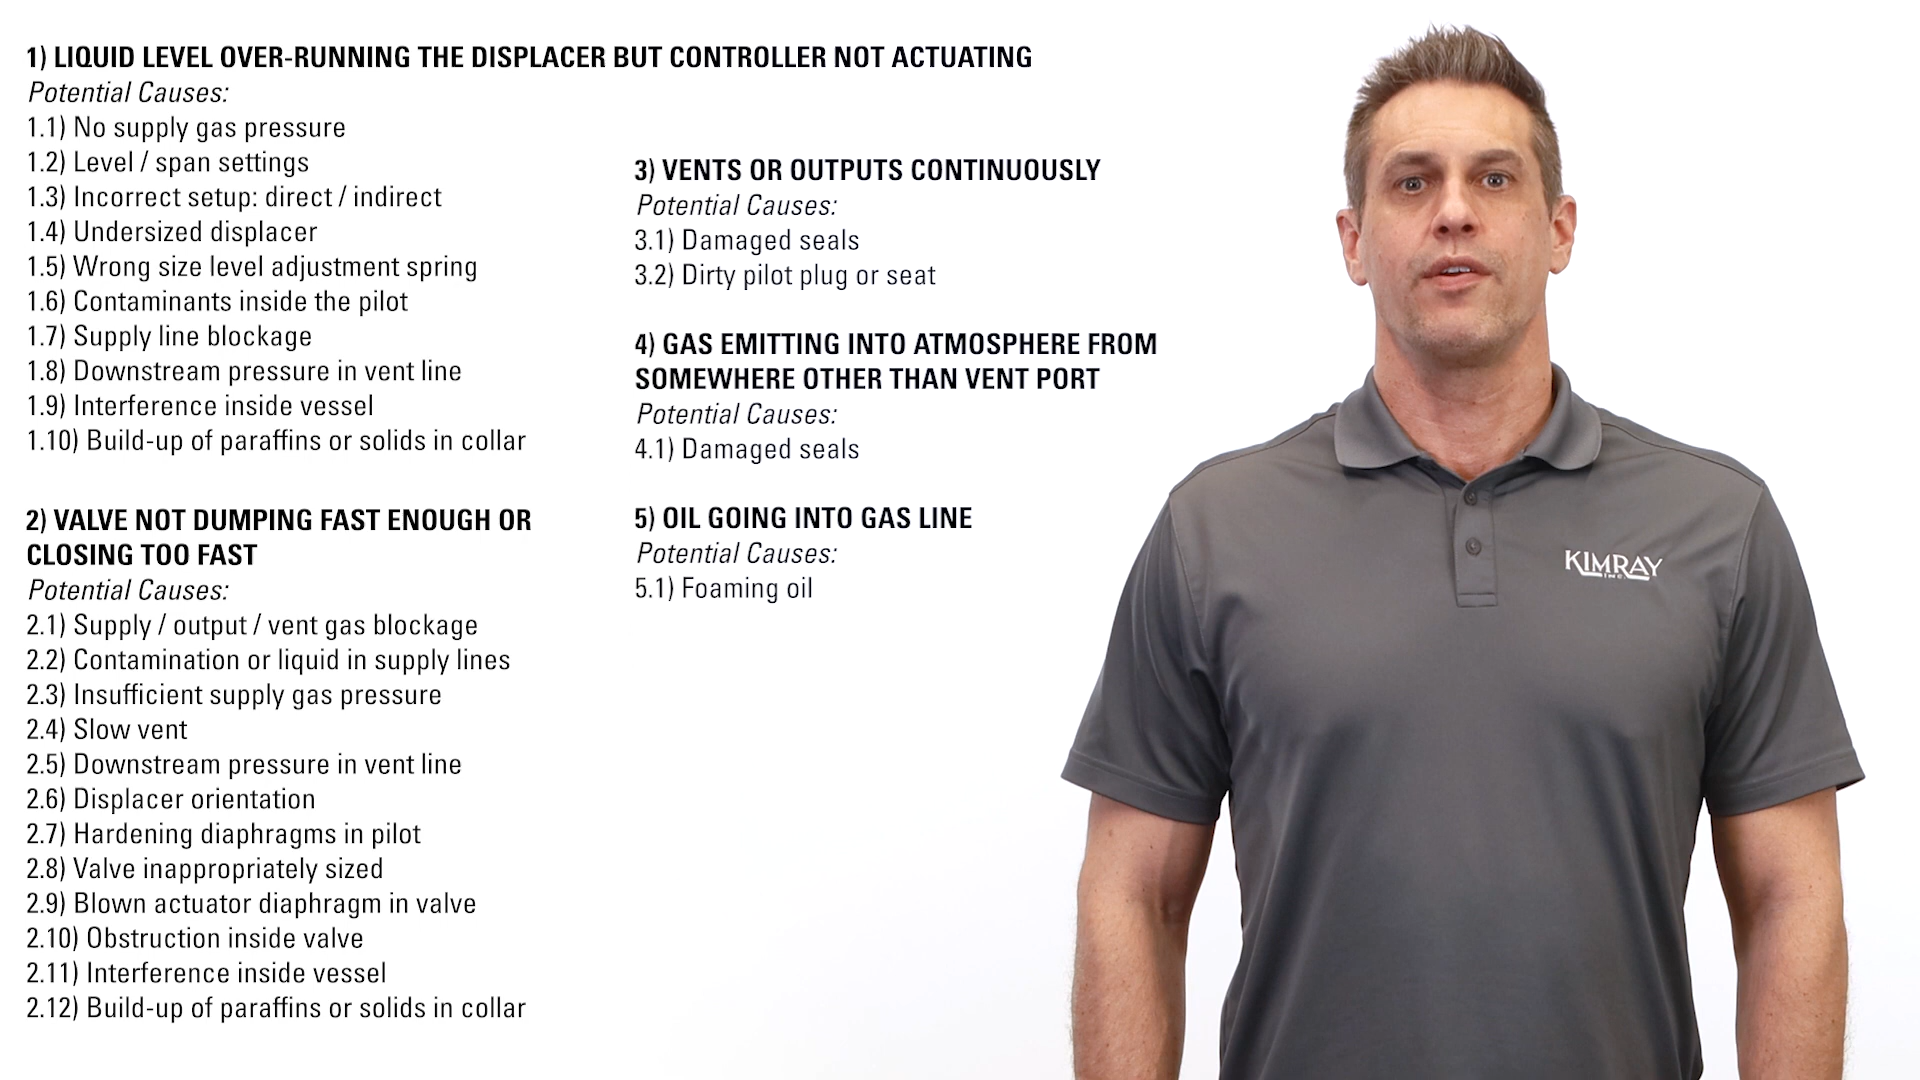 1) LIQUID LEVEL OVER-RUNNING THE DISPLACER BUT CONTROLLER NOT ACTUATING
Potential Causes:
1.1) No supply gas pressure
1.2) Level / span settings
1.3) Incorrect setup: direct / indirect
1.4) Undersized displacer
1.5) Wrong size level adjustment spring
1.6) Contaminants inside the pilot
1.7) Supply line blockage
1.8) Downstream pressure in vent line
1.9) Interference inside vessel
1.10) Build-up of paraffins or solids in collar
2) VALVE NOT DUMPING FAST ENOUGH OR
CLOSING TOO FAST
Potential Causes:
2.1) Supply / output / vent gas blockage
2.2) Contamination or liquid in supply lines
2.3) Insufficient supply gas pressure
2.4) Slow vent
2.5) Downstream pressure in vent line
2.6) Displacer orientation
2.7) Hardening diaphragms in pilot
2.8) Valve inappropriately sized
2.9) Blown actuator diaphragm in valve
2.10) Obstruction inside valve
2.11) Interference inside vessel
2.12) Build-up of paraffins or solids in collar
3) VENTS OR OUTPUTS CONTINUOUSLY
Potential Causes:
3.1) Damaged seals
3.2) Dirty pilot plug or seat
4) GAS EMITTING INTO ATMOSPHERE FROM
SOMEWHERE OTHER THAN VENT PORT
Potential Causes:
4.1) Damaged seals
5) OIL GOING INTO GAS LINE
Potential Causes:
5.1) Foaming oil
KIMRAY
INC.